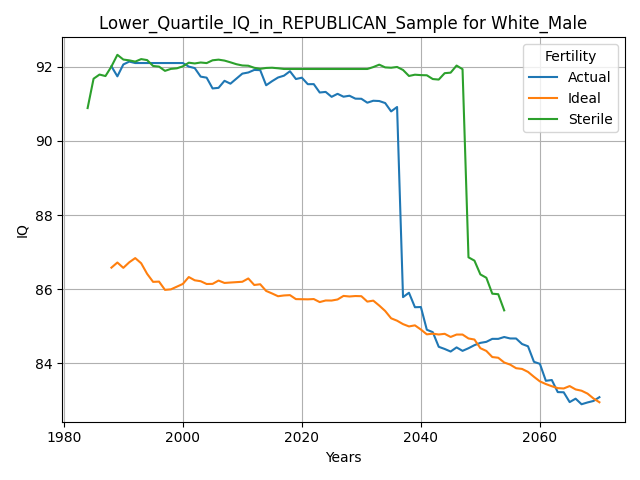 Lower_Quartile_IQ_in_REPUBLICAN_Sample for White_Male
Fertility
Actual
Ideal
Sterile
IQ
92
90
88
86
84
1980
2000
2020
2040
2060
Years